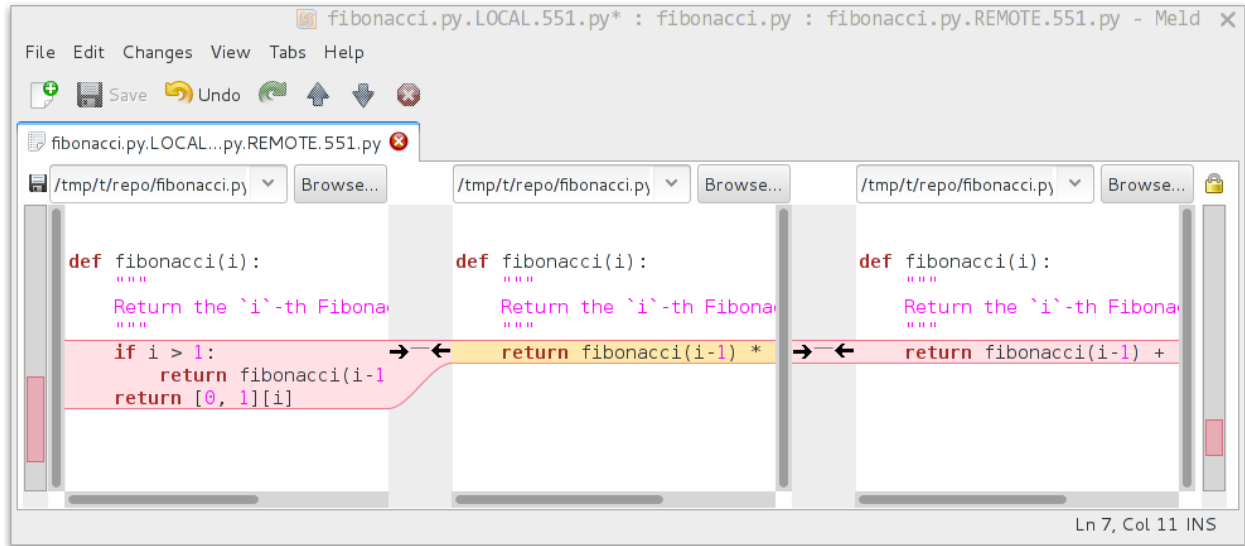 fibonacci.py.LOCAL.551.py* : fibonacci.py : fibonacci.py.REMOTE.551.py - Meld
File Edit Changes View Tabs Help
Save Undo
fibonacci.py.LOCAL...py.REMOTE.551.py
/tmp/t/repo/fibonacci.py Browse... /tmp/t/repo/fibonacci.py Browse... /tmp/t/repo/fibonacci.py Browse...
def fibonacci(i):
"""
Return the `i`-th Fibonac
"""
if i > 1:
return fibonacci(i-1
return [0, 1][i]
def fibonacci(i):
"""
Return the `i`-th Fibona
"""
return fibonacci(i-1) *
def fibonacci(i):
"""
Return the `i`-th Fibona
"""
return fibonacci(i-1) +
Ln 7, Col 11 INS